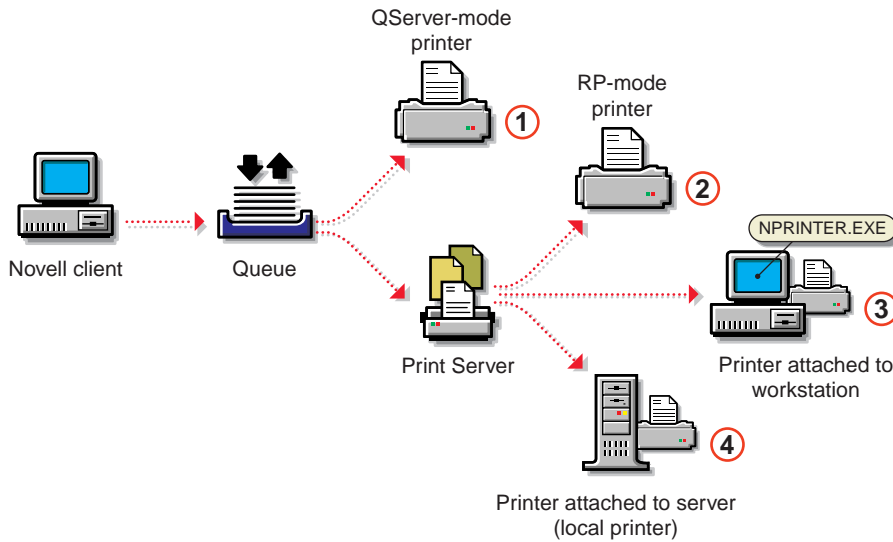 QServer-mode
printer
1
RP-mode
printer
2
NPRINTER.EXE
Novell client
Queue
3
Print Server
Printer attached to
workstation
4
Printer attached to server
(local printer)